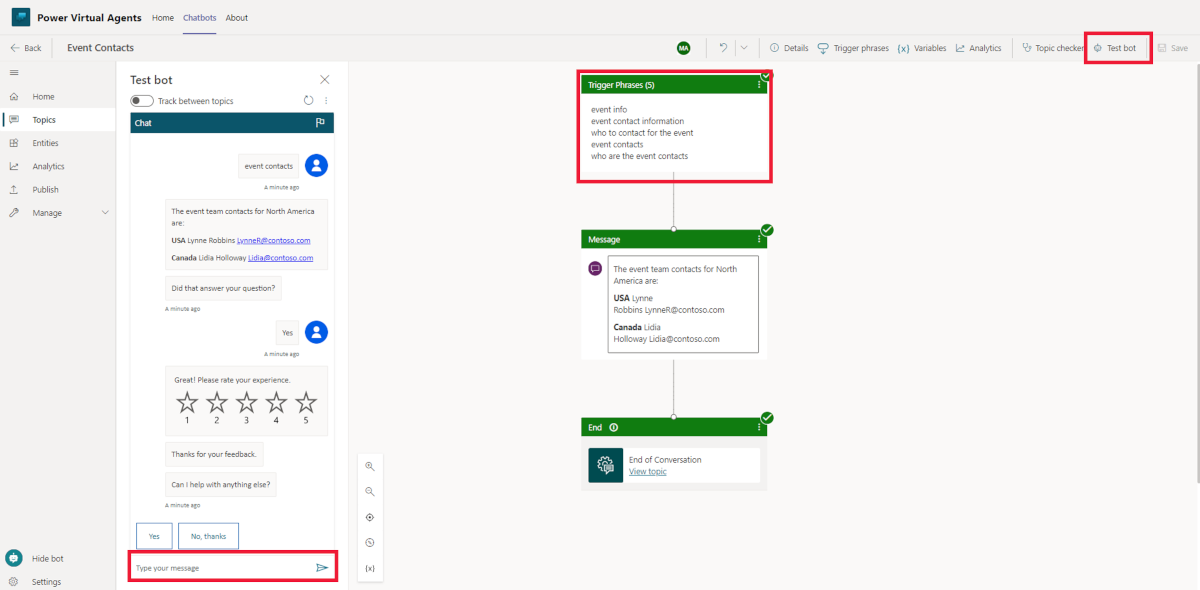 Power Virtual Agents Home Chatbots About
Back Event Contacts MA Details Trigger phrases {x} Variables Analytics Topic checker Test bot Save
Home
Topics
Entities
Analytics
Publish
Manage
Hide bot
Settings
Test bot
Track between topics
Chat
event contacts
A minute ago
The event team contacts for North America
are:
USA Lynne Robbins LynneR@contoso.com
Canada Lidia Holloway Lidia@contoso.com
Did that answer your question?
A minute ago
Yes
A minute ago
Great! Please rate your experience.
1 2 3 4 5
Thanks for your feedback.
Can I help with anything else?
A minute ago
Yes No, thanks
Type your message
{x}
Trigger Phrases (5)
event info
event contact information
who to contact for the event
event contacts
who are the event contacts
Message
The event team contacts for North
America are:
USA Lynne
Robbins LynneR@contoso.com
Canada Lidia
Holloway Lidia@contoso.com
End
End of Conversation
View topic